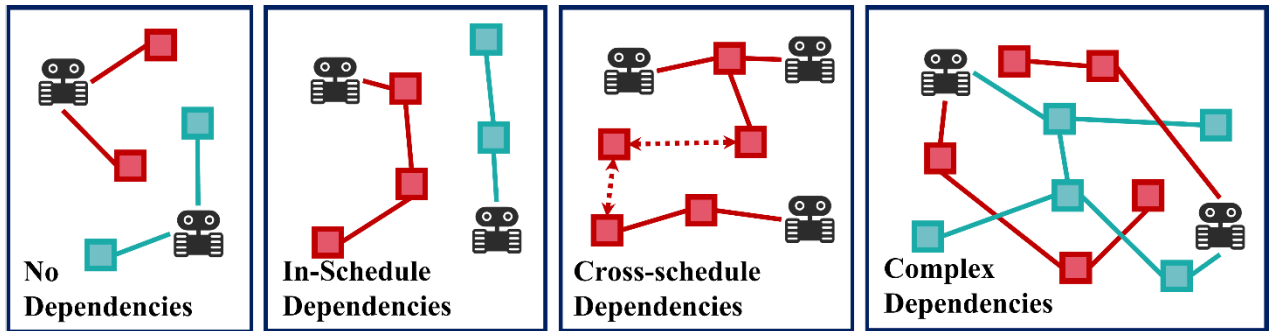 No
Dependencies
In-Schedule
Dependencies
Cross-schedule
Dependencies
Complex
Dependencies